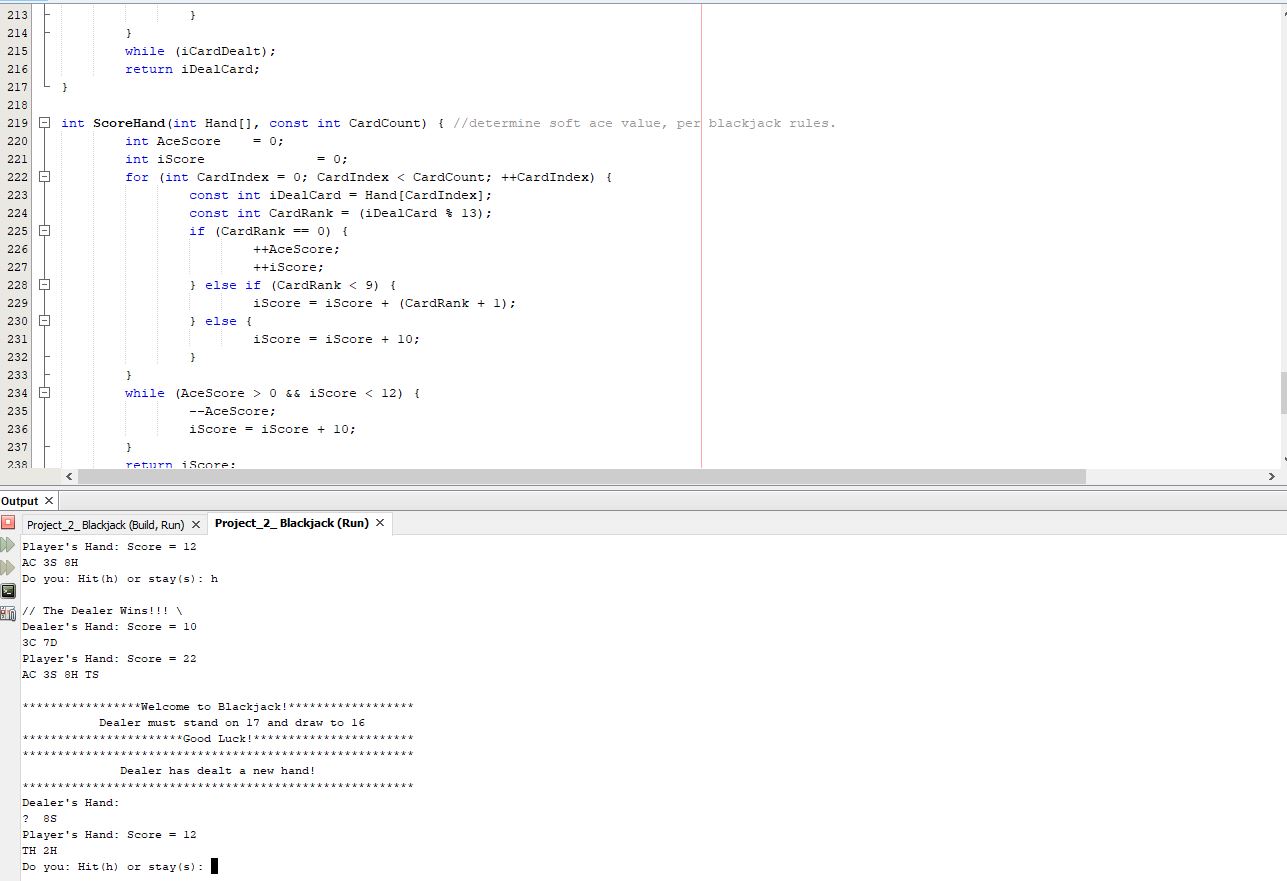 213 }
214 }
215 while (iCardDealt);
216 return iDealCard;
217 }
218
219 int ScoreHand(int Hand[], const int CardCount) { //determine soft ace value, per blackjack rules.
220 int AceScore = 0;
221 int iScore = 0;
222 for (int CardIndex = 0; CardIndex < CardCount; ++CardIndex) {
223 const int iDealCard = Hand[CardIndex];
224 const int CardRank = (iDealCard % 13);
225 if (CardRank == 0) {
226 ++AceScore;
227 ++iScore;
228 } else if (CardRank < 9) {
229 iScore = iScore + (CardRank + 1);
230 } else {
231 iScore = iScore + 10;
232 }
233 }
234 while (AceScore > 0 && iScore < 12) {
235 --AceScore;
236 iScore = iScore + 10;
237 }
238 return iScore;
Output ×
Project_2_ Blackjack (Build, Run) × Project_2_ Blackjack (Run) ×
Player's Hand: Score = 12
AC 3S 8H
Do you: Hit(h) or stay(s): h
// The Dealer Wins!!! \
Dealer's Hand: Score = 10
3C 7D
Player's Hand: Score = 22
AC 3S 8H TS
*****************Welcome to Blackjack!******************
Dealer must stand on 17 and draw to 16
***********************Good Luck!***********************
********************************************************
Dealer has dealt a new hand!
********************************************************
Dealer's Hand:
? 8S
Player's Hand: Score = 12
TH 2H
Do you: Hit(h) or stay(s):